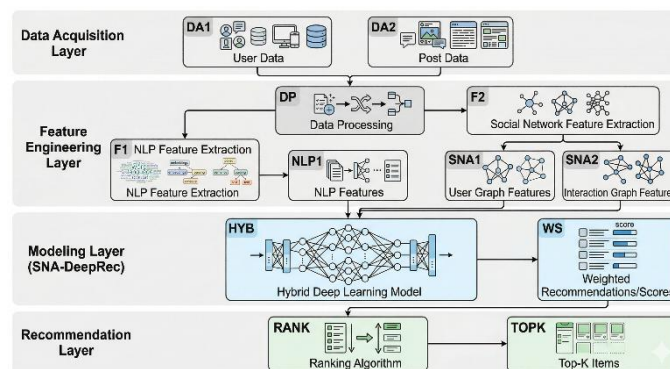 Data Acquisition
Layer
DA1
User Data
DA2
Post Data
Feature
Engineering
Layer
DP
Data Processing
F2
Social Network Feature Extraction
F1 NLP Feature Extraction
NLP Feature Extraction
NLP1
NLP Features
SNA1
User Graph Features
SNA2
Interaction Graph Feature
Modeling Layer
(SNA-DeepRec)
HYB
Hybrid Deep Learning Model
WS
score
Weighted
Recommendations/Scores
Recommendation
Layer
RANK
Ranking Algorithm
TOPK
Top-K Items